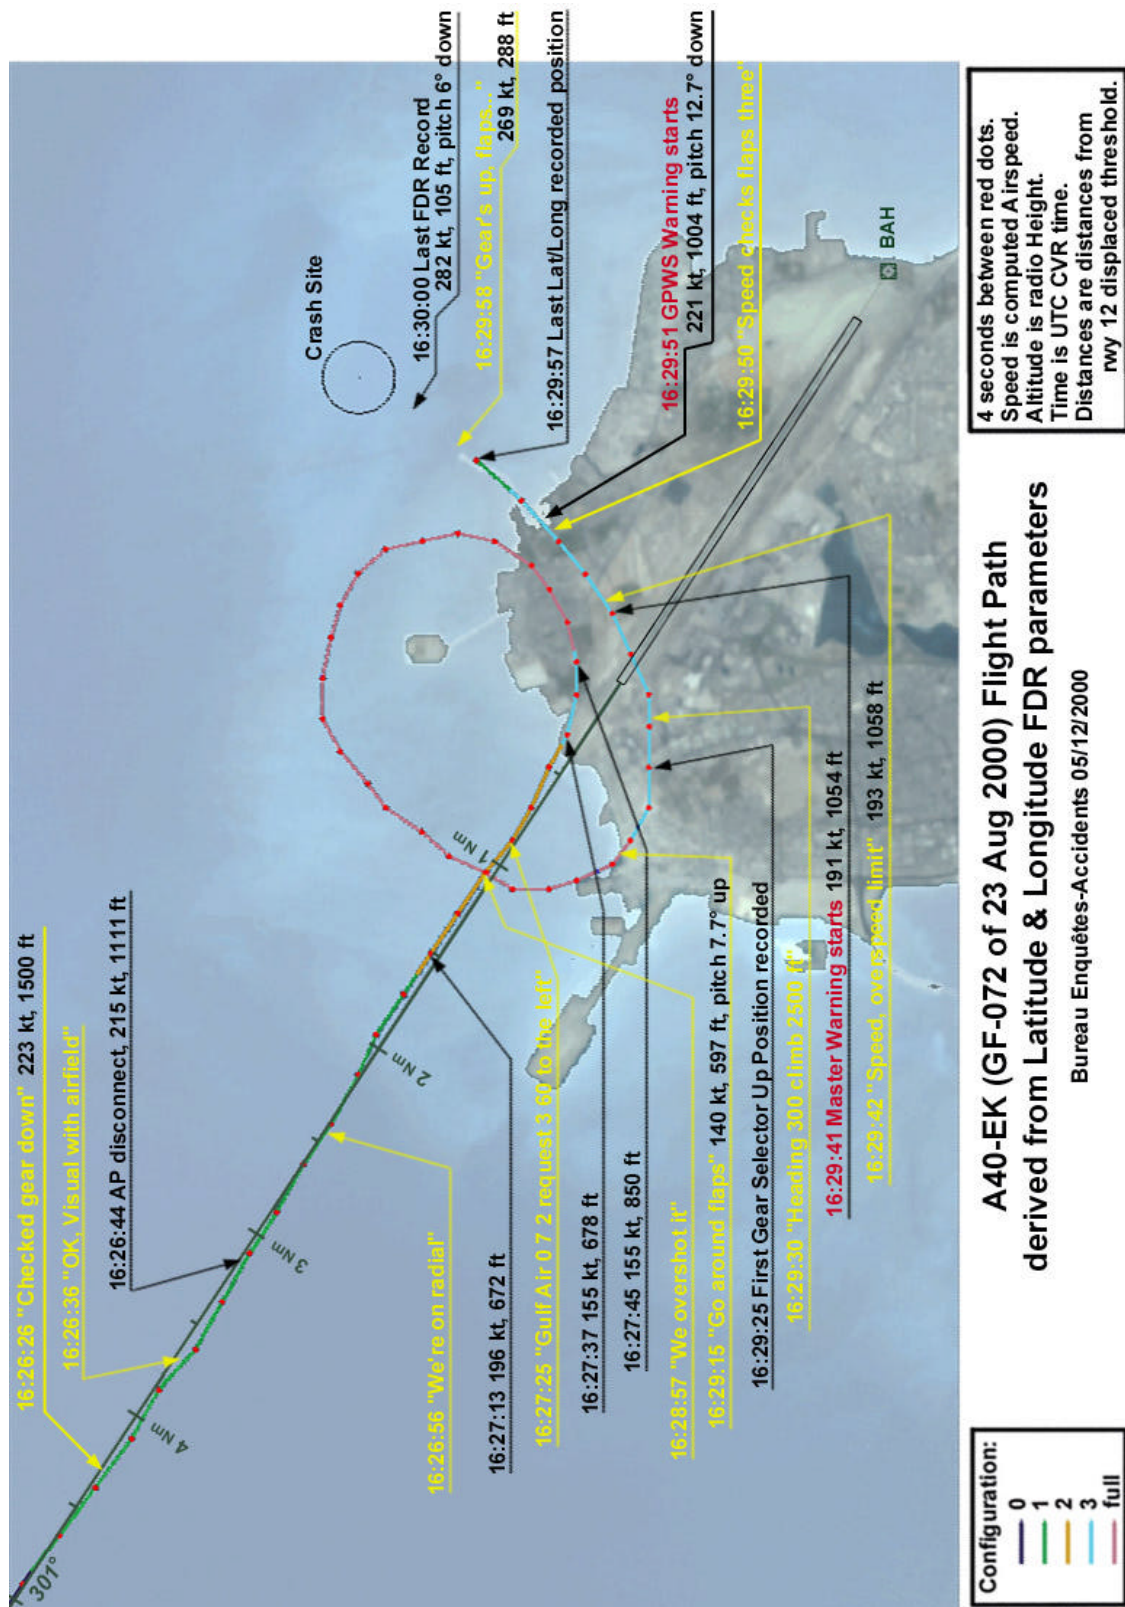 16:26:26 "Checked gear down" 223 kt, 1500 ft
16:26:36 "OK, Visual with airfield"
16:26:44 AP disconnect, 215 kt, 1111 ft
16:26:56 "We're on radial"
16:27:13 196 kt, 672 ft
16:27:25 "Gulf Air 0 7 2 request 3 60 to the left"
16:27:37 155 kt, 678 ft
16:27:45 155 kt, 850 ft
16:28:57 "We overshot it"
16:29:15 "Go around flaps" 140 kt, 597 ft, pitch 7.7° up
16:29:25 First Gear Selector Up Position recorded
16:29:30 "Heading 300 climb 2500 ft"
16:29:41 Master Warning starts 191 kt, 1054 ft
16:29:42 "Speed, overspeed limit" 193 kt, 1058 ft
301°
4 Nm
3 Nm
2 Nm
1 Nm
Crash Site
16:30:00 Last FDR Record
282 kt, 105 ft, pitch 6° down
16:29:58 "Gear's up, flaps..."
269 kt, 288 ft
16:29:57 Last Lat/Long recorded position
16:29:51 GPWS Warning starts
221 kt, 1004 ft, pitch 12.7° down
16:29:50 "Speed checks flaps three"
BAH
Configuration:
0
1
2
3
full
A40-EK (GF-072 of 23 Aug 2000) Flight Path
derived from Latitude & Longitude FDR parameters
Bureau Enquêtes-Accidents 05/12/2000
4 seconds between red dots.
Speed is computed Airspeed.
Altitude is radio Height.
Time is UTC CVR time.
Distances are distances from
rwy 12 displaced threshold.